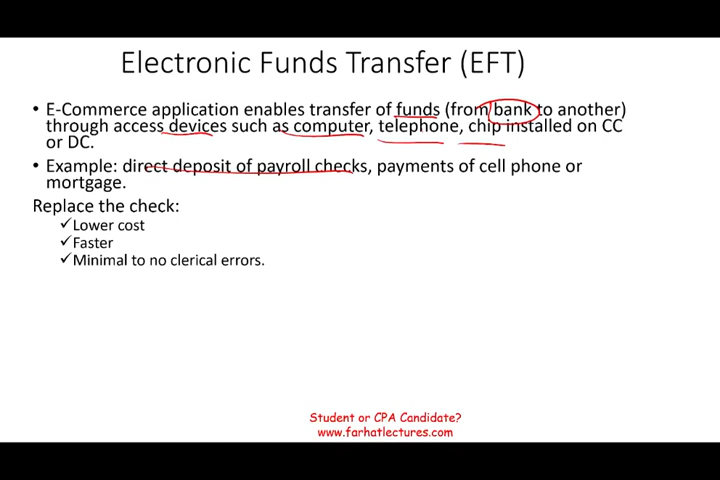 Electronic Funds Transfer (EFT)
• E-Commerce application enables transfer of funds (from bank to another)
through access devices such as computer, telephone, chip installed on CC
or DC.
• Example: direct deposit of payroll checks, payments of cell phone or
mortgage.
Replace the check:
✓Lower cost
✓Faster
✓Minimal to no clerical errors.
Student or CPA Candidate?
www.farhatlectures.com